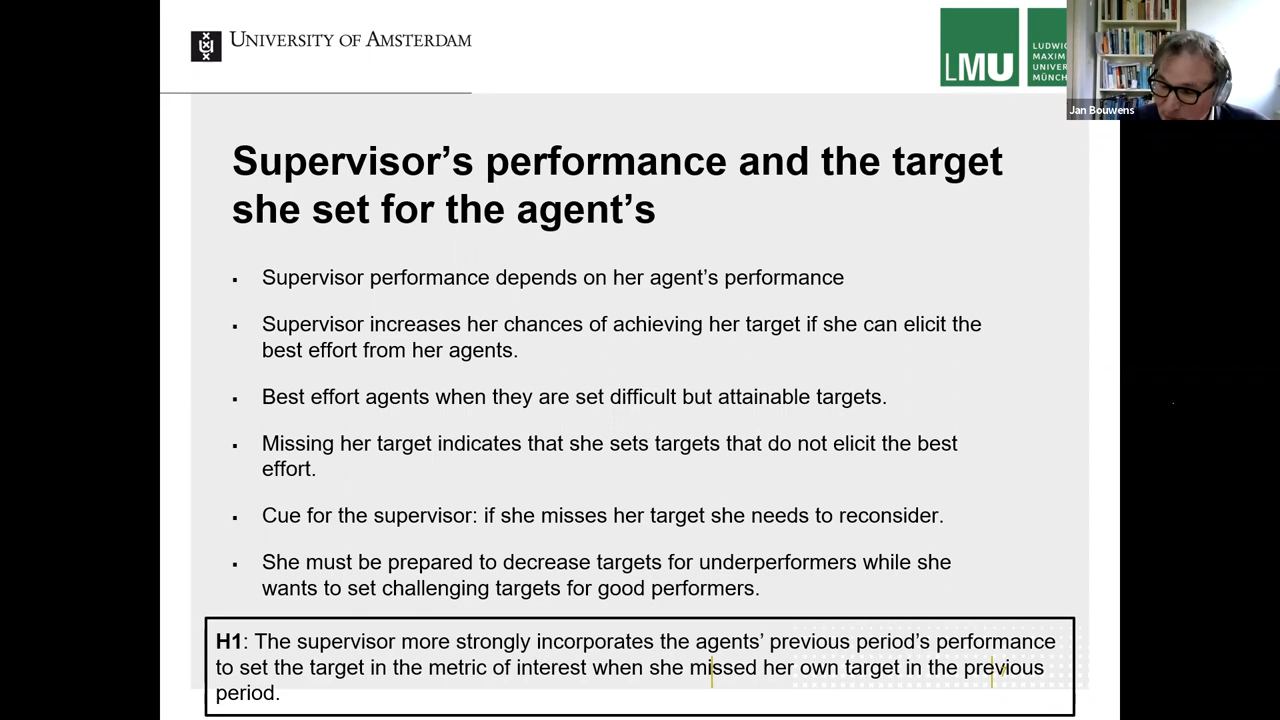 UNIVERSITY OF AMSTERDAM
LMU
LUDWIG
MAXIM
UNIVER
MÜNCH
Jan Bouwens
Supervisor's performance and the target
she set for the agent's
▪ Supervisor performance depends on her agent's performance
▪ Supervisor increases her chances of achieving her target if she can elicit the
best effort from her agents.
▪ Best effort agents when they are set difficult but attainable targets.
▪ Missing her target indicates that she sets targets that do not elicit the best
effort.
▪ Cue for the supervisor: if she misses her target she needs to reconsider.
▪ She must be prepared to decrease targets for underperformers while she
wants to set challenging targets for good performers.
H1: The supervisor more strongly incorporates the agents' previous period's performance
to set the target in the metric of interest when she missed her own target in the previous
period.